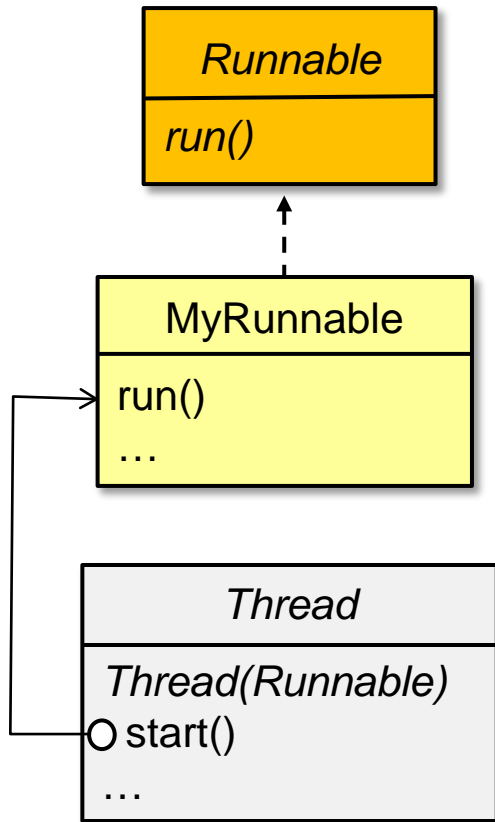 Runnable
run()
MyRunnable
run()
…
Thread
Thread(Runnable)
start()
…